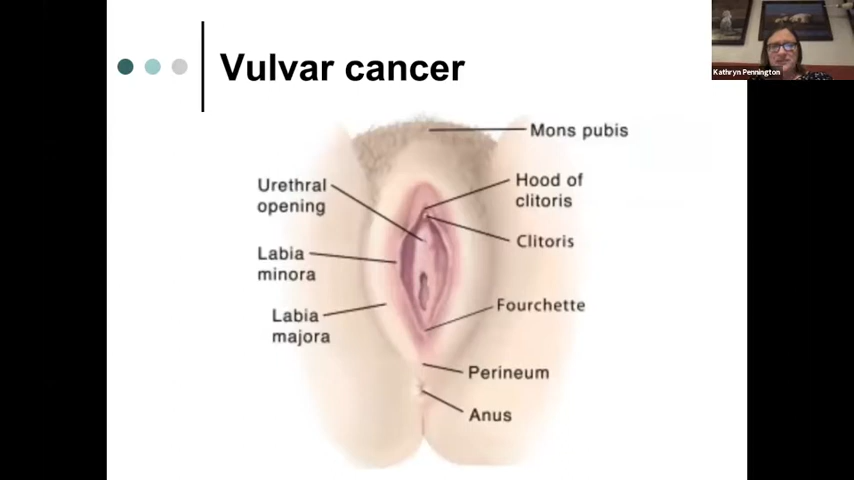 Vulvar cancer
Kathryn Pennington
Mons pubis
Urethral
opening
Hood of
clitoris
Clitoris
Labia
minora
Fourchette
Labia
majora
Perineum
Anus